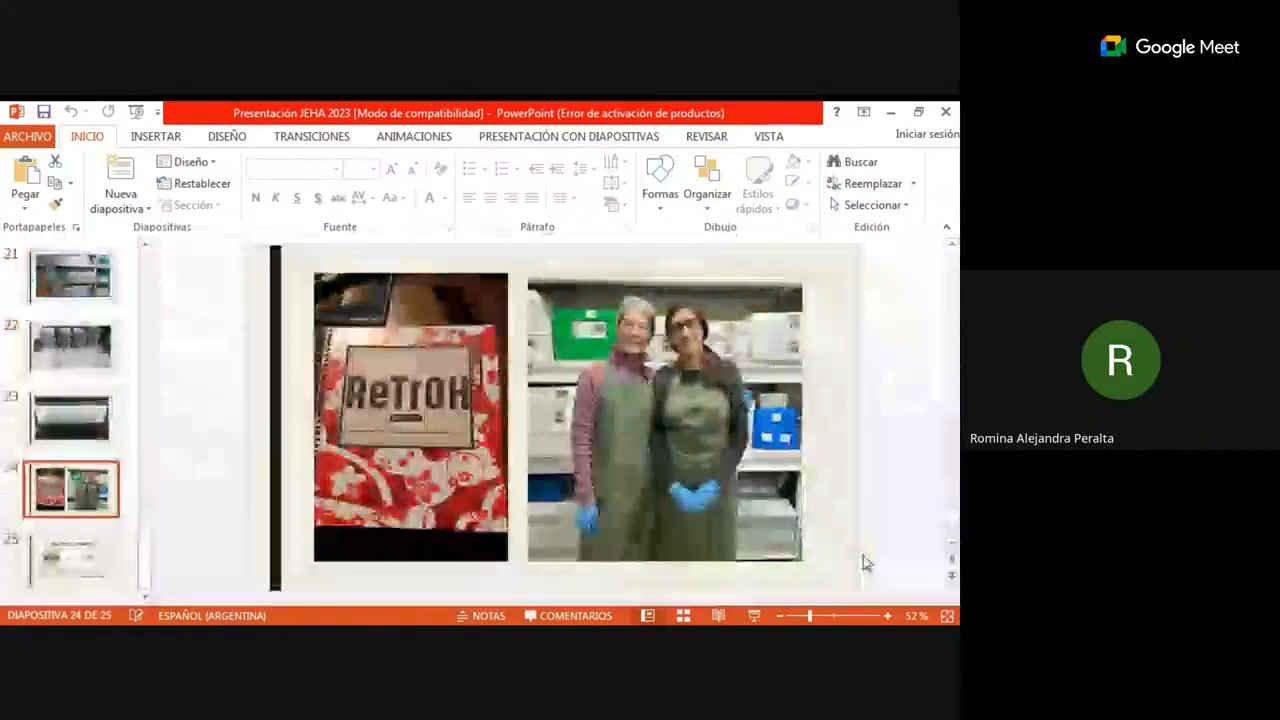 Google Meet
Presentación JEHA 2023 [Modo de compatibilidad] - PowerPoint (Error de activación de productos)
ARCHIVO INICIO INSERTAR DISEÑO TRANSICIONES ANIMACIONES PRESENTACIÓN CON DIAPOSITIVAS REVISAR VISTA Iniciar sesión
Pegar
Nueva diapositiva
Diseño
Restablecer
Sección
N K S S abc AV Aa A
Formas
Organizar
Estilos rápidos
Buscar
Reemplazar
Seleccionar
Portapapeles Diapositivas Fuente Párrafo Dibujo Edición
21
22
25
ReTrOH
R
Romina Alejandra Peralta
DIAPOSITIVA 24 DE 25 ESPAÑOL (ARGENTINA) NOTAS COMENTARIOS 52 %